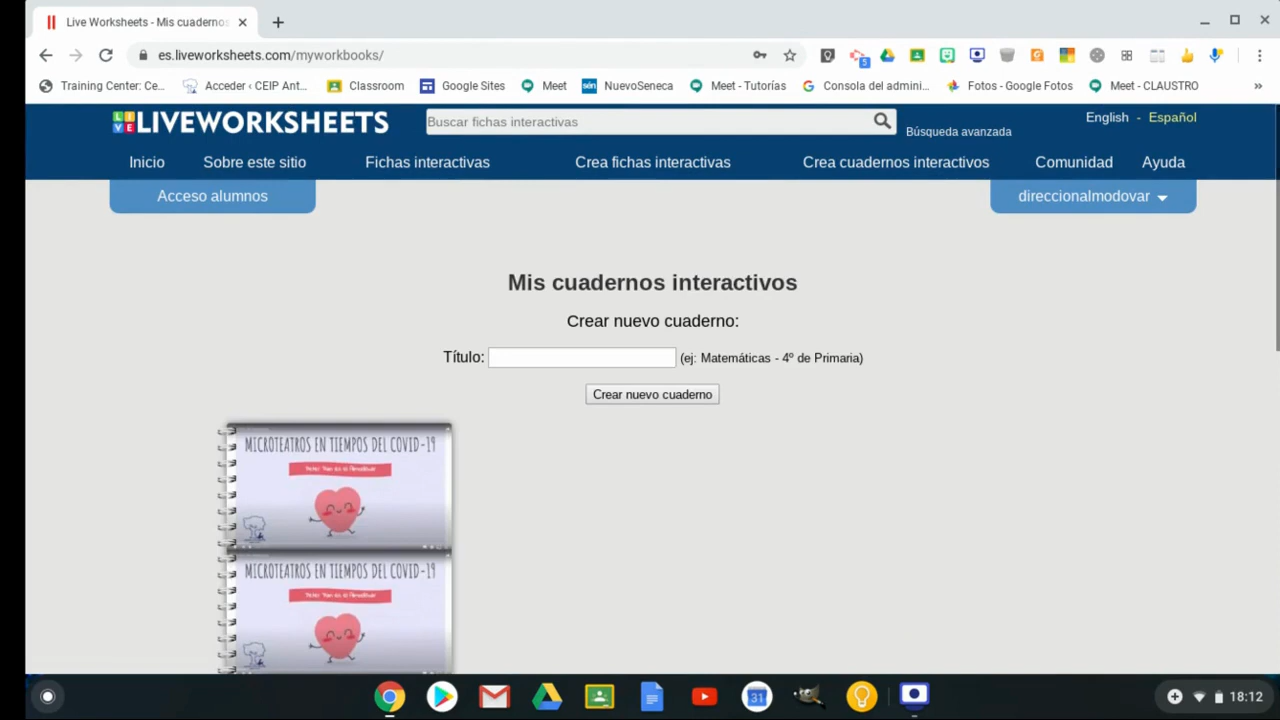 Live Worksheets - Mis cuadernos
es.liveworksheets.com/myworkbooks/
5
Training Center: Ce... Acceder ‹ CEIP Ant... Classroom Google Sites Meet NuevoSeneca Meet - Tutorías Consola del admini... Fotos - Google Fotos Meet - CLAUSTRO »
LIVE LIVEWORKSHEETS Buscar fichas interactivas Búsqueda avanzada English - Español
Inicio Sobre este sitio Fichas interactivas Crea fichas interactivas Crea cuadernos interactivos Comunidad Ayuda
Acceso alumnos direccionalmodovar
Mis cuadernos interactivos
Crear nuevo cuaderno:
Título: (ej: Matemáticas - 4º de Primaria)
Crear nuevo cuaderno
MICROTEATROS EN TIEMPOS DEL COVID-19
MICROTEATROS EN TIEMPOS DEL COVID-19
31
18:12